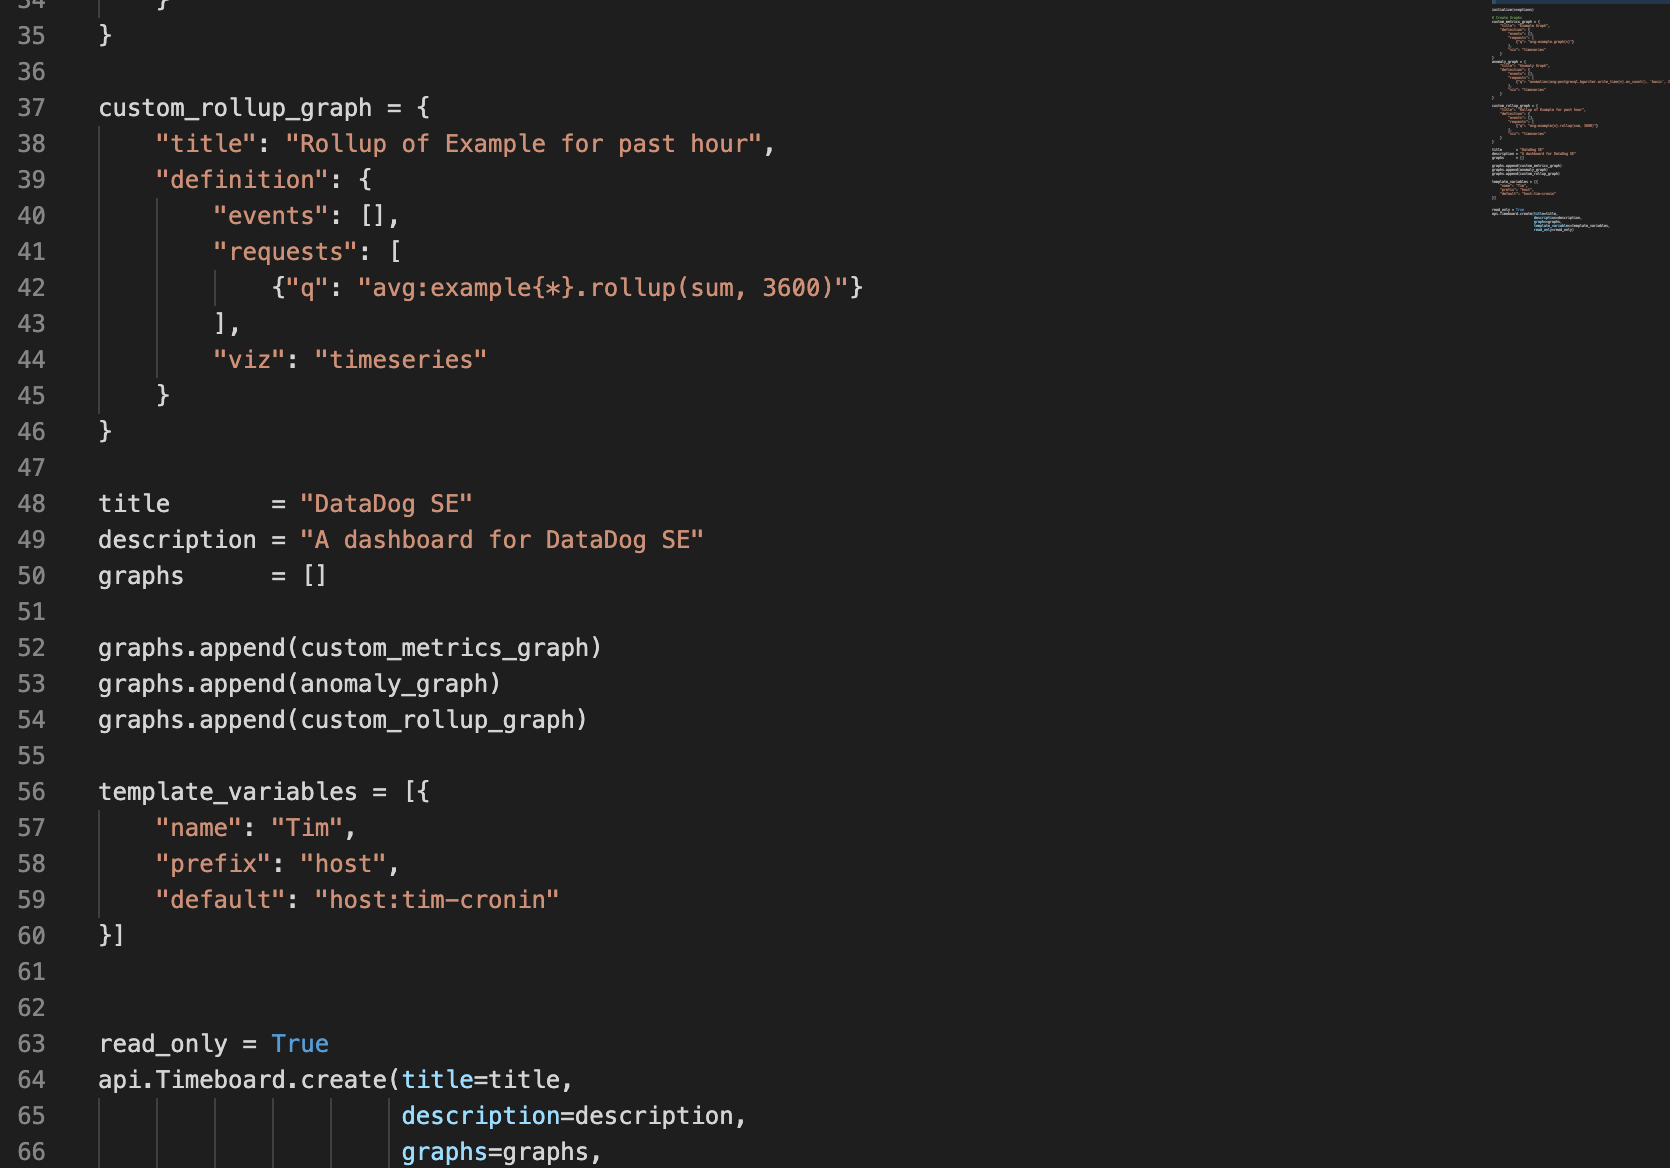 34        }
35    }
36
37    custom_rollup_graph = {
38        "title": "Rollup of Example for past hour",
39        "definition": {
40            "events": [],
41            "requests": [
42                {"q": "avg:example{*}.rollup(sum, 3600)"}
43            ],
44            "viz": "timeseries"
45        }
46    }
47
48    title       = "DataDog SE"
49    description = "A dashboard for DataDog SE"
50    graphs      = []
51
52    graphs.append(custom_metrics_graph)
53    graphs.append(anomaly_graph)
54    graphs.append(custom_rollup_graph)
55
56    template_variables = [{
57        "name": "Tim",
58        "prefix": "host",
59        "default": "host:tim-cronin"
60    }]
61
62
63    read_only = True
64    api.Timeboard.create(title=title,
65                         description=description,
66                         graphs=graphs,